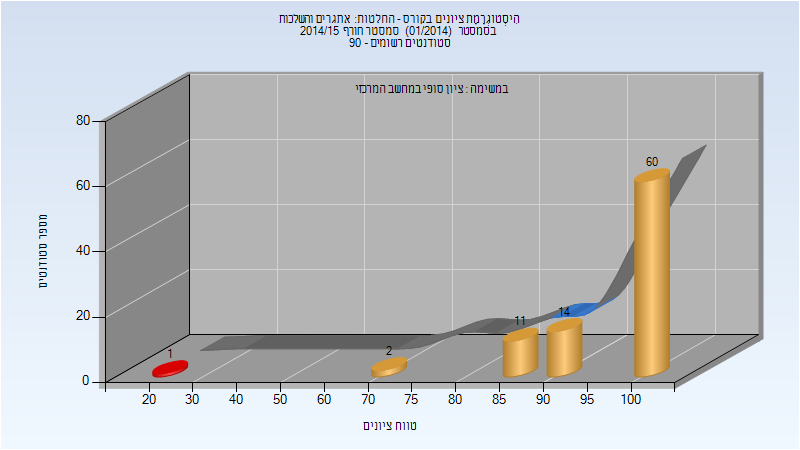 היסטוגרמת ציונים בקורס - החלטות: אתגרים והשלכות
בסמסטר (01/2014) סמסטר חורף 2014/15
סטודנטים רשומים - 90
במשימה : ציון סופי במחשב המרכזי
מספר סטודנטים
80
60
40
20
0
1
2
11
14
60
20 30 40 50 60 70 75 80 85 90 95 100
טווח ציונים